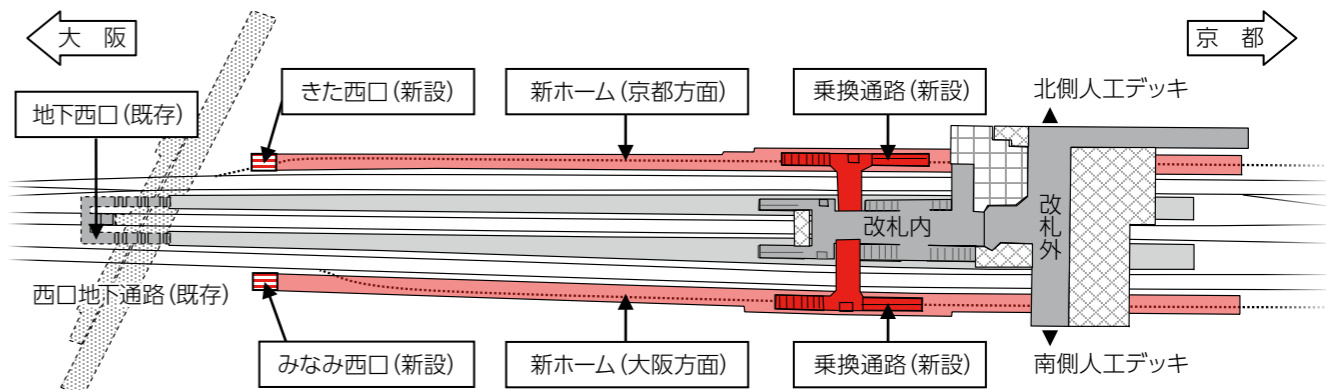 大 阪
京 都
きた西口(新設)
新ホーム(京都方面)
乗換通路(新設)
北側人工デッキ
地下西口(既存)
改札内
改札外
西口地下通路(既存)
みなみ西口(新設)
新ホーム(大阪方面)
乗換通路(新設)
南側人工デッキ